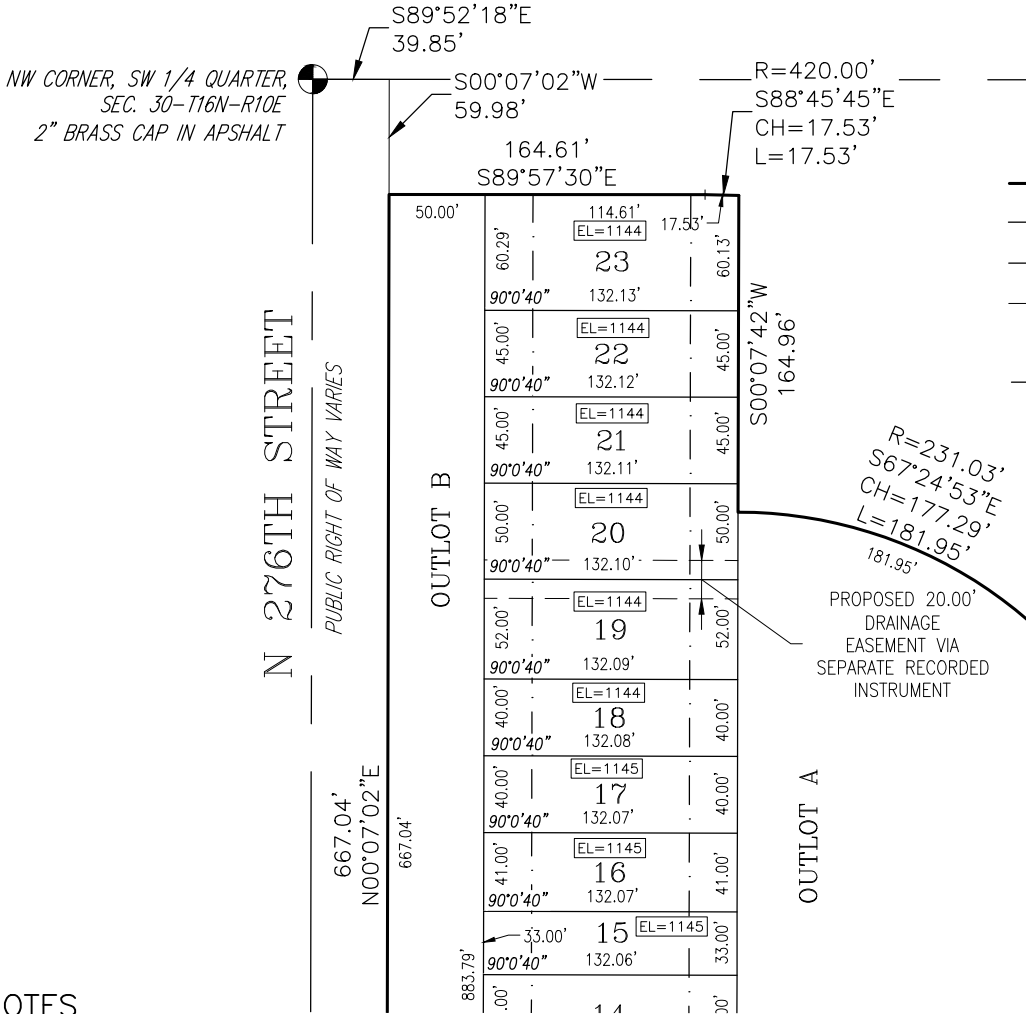 S89°52'18"E
39.85'
NW CORNER, SW 1/4 QUARTER,
SEC. 30-T16N-R10E
2" BRASS CAP IN APSHALT
S00°07'02"W
59.98'
R=420.00'
S88°45'45"E
CH=17.53'
L=17.53'
164.61'
S89°57'30"E
50.00'
114.61'
17.53'
EL=1144
60.29'
23
60.13'
90°0'40"
132.13'
EL=1144
45.00'
22
45.00'
90°0'40"
132.12'
S00°07'42"W
164.96'
EL=1144
45.00'
21
45.00'
90°0'40"
132.11'
EL=1144
50.00'
20
50.00'
90°0'40"
132.10'
R=231.03'
S67°24'53"E
CH=177.29'
L=181.95'
181.95'
N 276TH STREET
PUBLIC RIGHT OF WAY VARIES
OUTLOT B
EL=1144
52.00'
19
52.00'
90°0'40"
132.09'
PROPOSED 20.00'
DRAINAGE
EASEMENT VIA
SEPARATE RECORDED
INSTRUMENT
EL=1144
40.00'
18
40.00'
90°0'40"
132.08'
EL=1145
40.00'
17
40.00'
90°0'40"
132.07'
667.04'
N00°07'02"E
667.04'
EL=1145
41.00'
16
41.00'
90°0'40"
132.07'
OUTLOT A
33.00'
15
EL=1145
33.00'
90°0'40"
132.06'
883.79'
.00'
14
00'
OTES